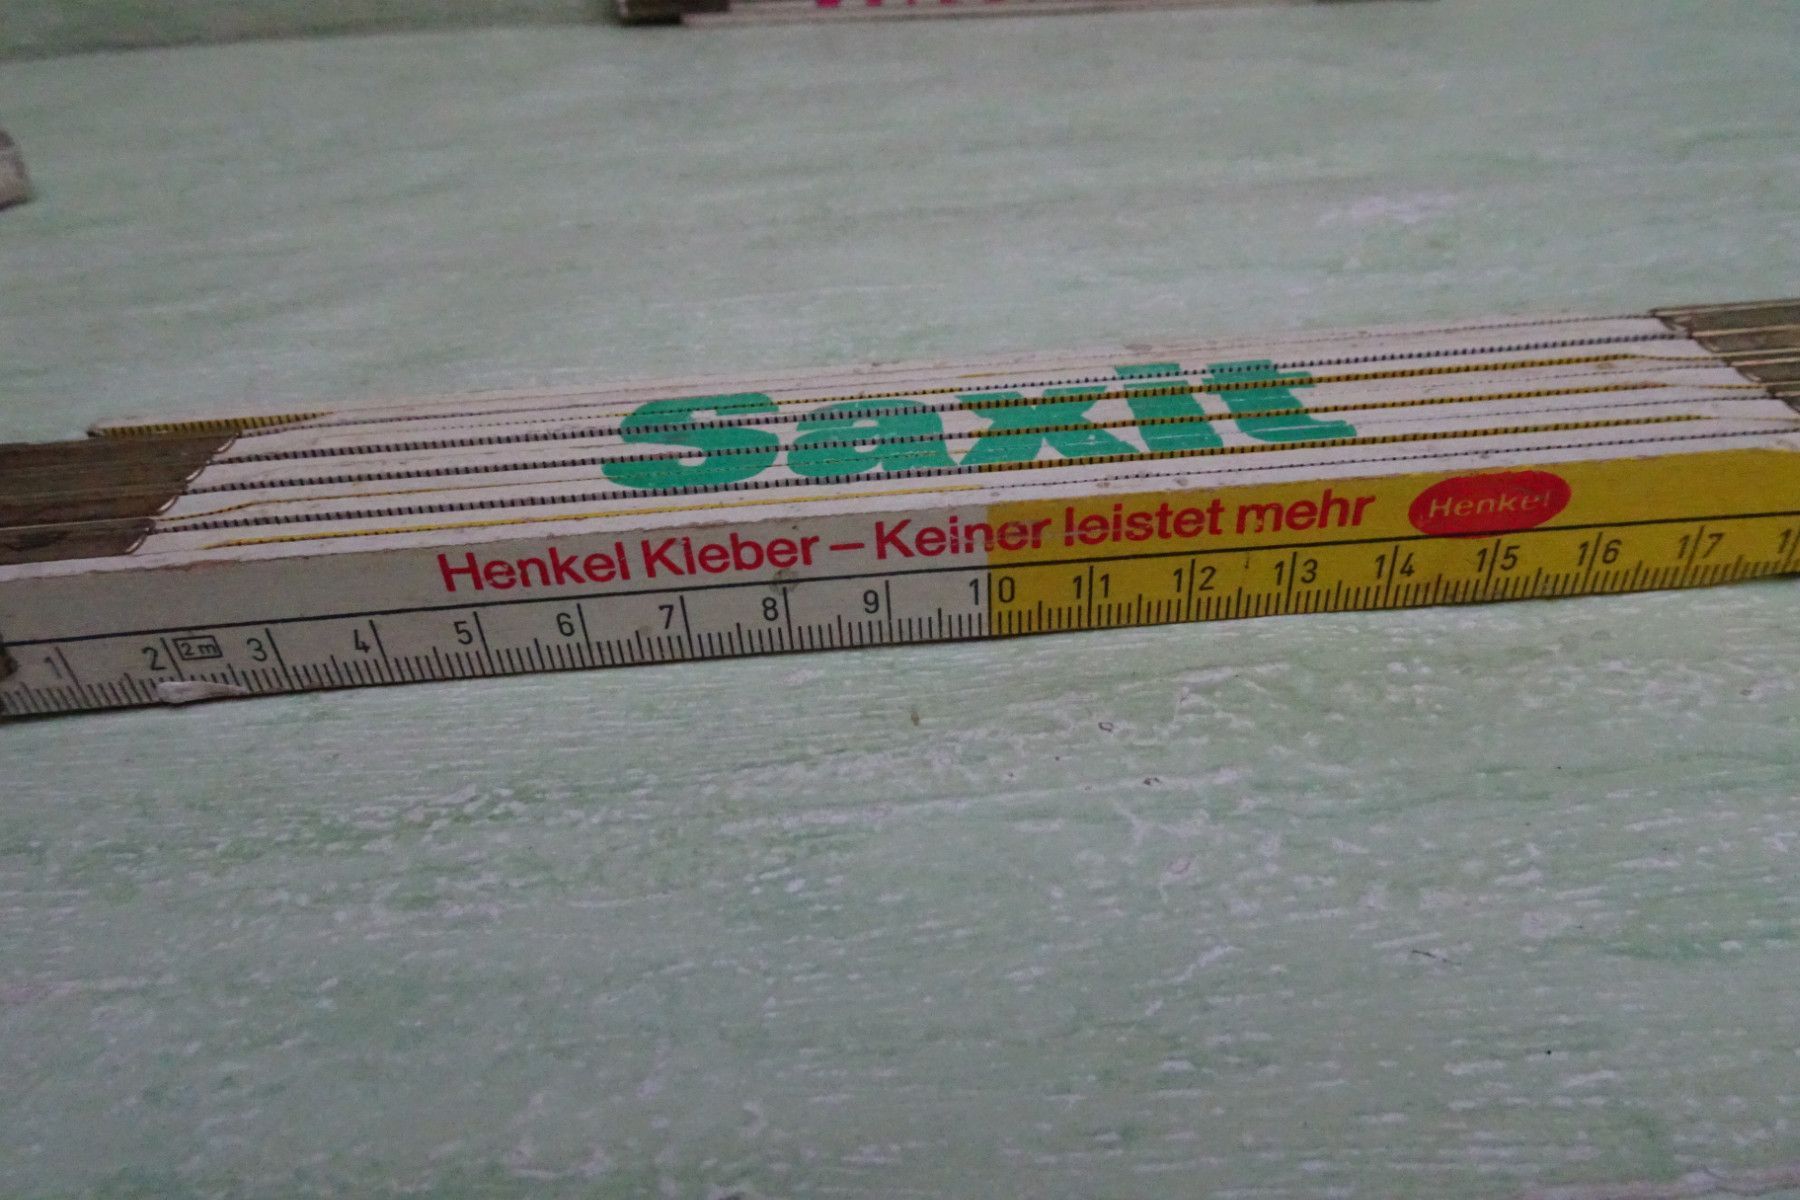 Saxit
Henkel Kleber – Keiner leistet mehr Henkel
1 2 2m 3 4 5 6 7 8 9 10 11 12 13 14 15 16 17